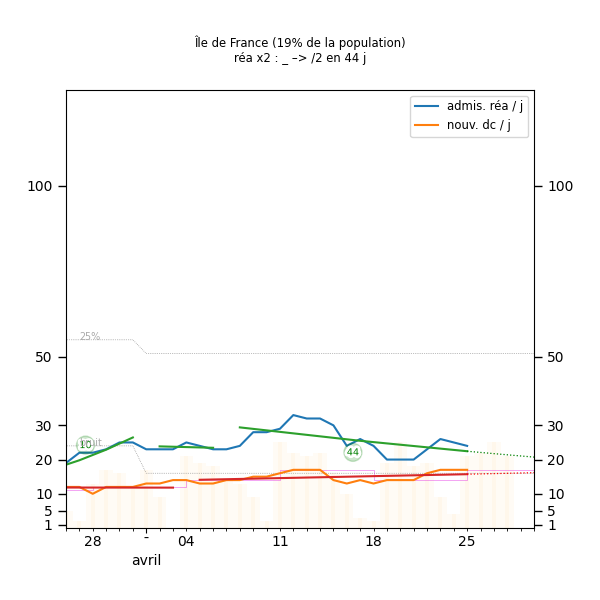 Île de France (19% de la population)
réa x2 : _ –> /2 en 44 j
admis. réa / j
nouv. dc / j
100 100
25%
50 50
30 30
10
44
20 20
10 10
5 5
1 1
28 - 04 11 18 25
avril